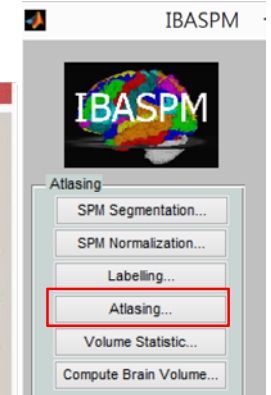 IBASPM
IBASPM
Atlasing
SPM Segmentation...
SPM Normalization...
Labelling...
Atlasing...
Volume Statistic...
Compute Brain Volume...